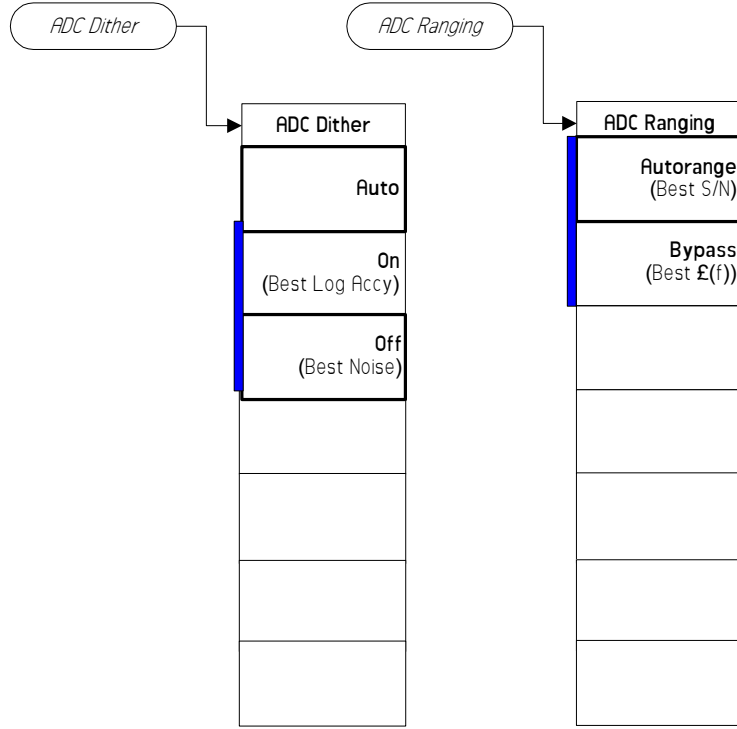 ADC Dither
ADC Ranging
ADC Dither
Auto
On
(Best Log Accy)
Off
(Best Noise)
ADC Ranging
Autorange
(Best S/N)
Bypass
(Best £(f))